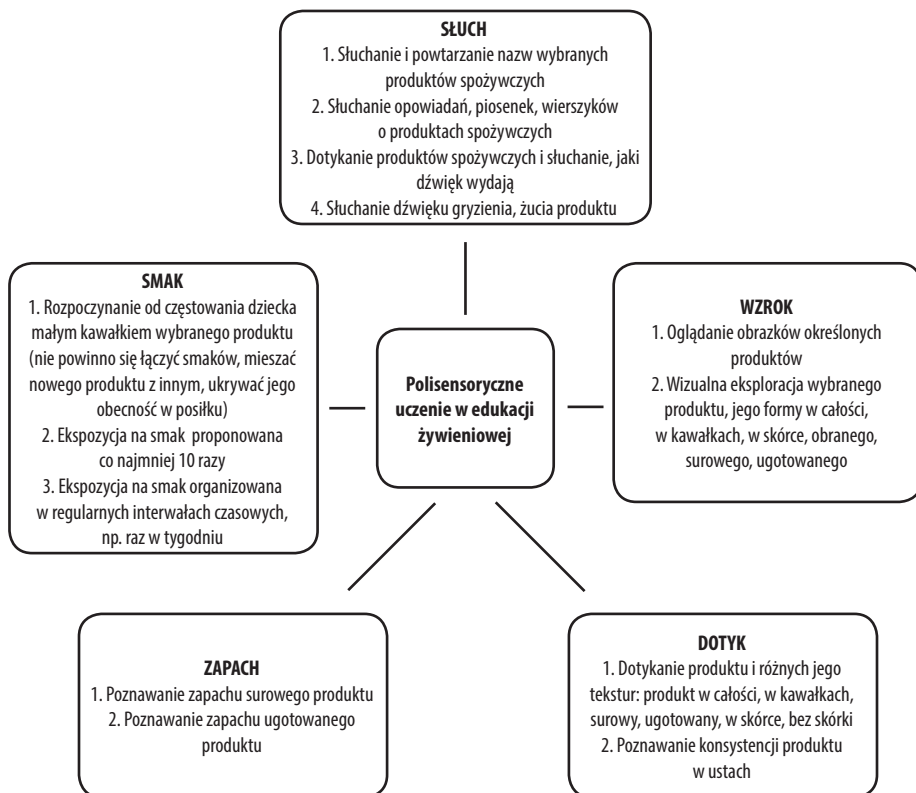 SŁUCH
1. Słuchanie i powtarzanie nazw wybranych
produktów spożywczych
2. Słuchanie opowiadań, piosenek, wierszyków
o produktach spożywczych
3. Dotykanie produktów spożywczych i słuchanie, jaki
dźwięk wydają
4. Słuchanie dźwięku gryzienia, żucia produktu
SMAK
1. Rozpoczynanie od częstowania dziecka
małym kawałkiem wybranego produktu
(nie powinno się łączyć smaków, mieszać
nowego produktu z innym, ukrywać jego
obecność w posiłku)
2. Ekspozycja na smak proponowana
co najmniej 10 razy
3. Ekspozycja na smak organizowana
w regularnych interwałach czasowych,
np. raz w tygodniu
Polisensoryczne
uczenie w edukacji
żywieniowej
WZROK
1. Oglądanie obrazków określonych
produktów
2. Wizualna eksploracja wybranego
produktu, jego formy w całości,
w kawałkach, w skórce, obranego,
surowego, ugotowanego
ZAPACH
1. Poznawanie zapachu surowego produktu
2. Poznawanie zapachu ugotowanego
produktu
DOTYK
1. Dotykanie produktu i różnych jego
tekstur: produkt w całości, w kawałkach,
surowy, ugotowany, w skórce, bez skórki
2. Poznawanie konsystencji produktu
w ustach